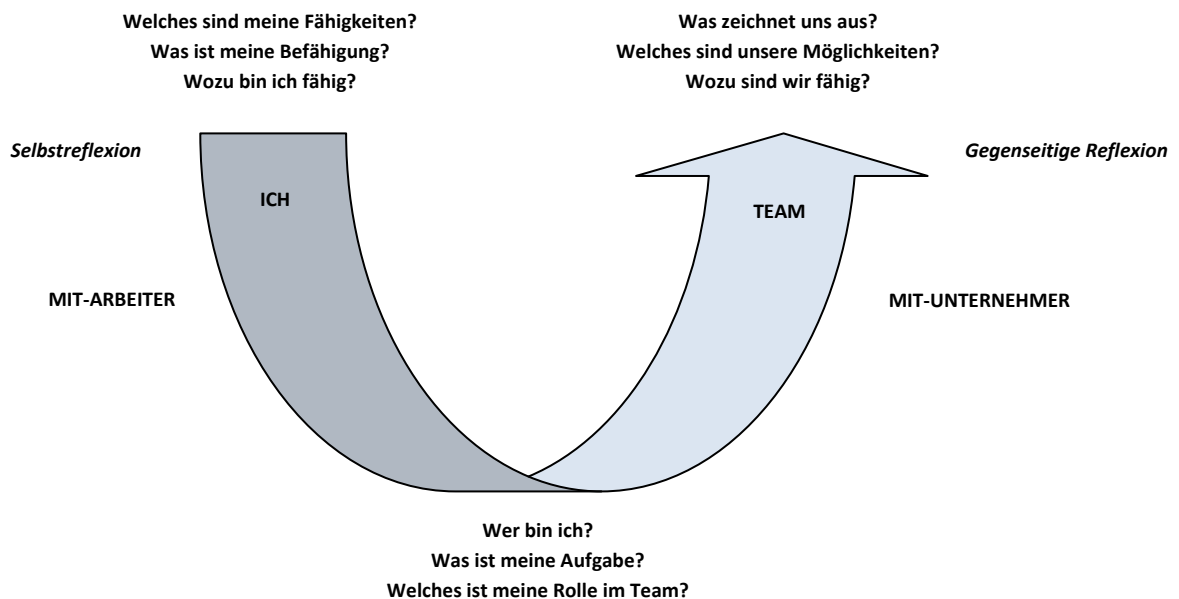 Welches sind meine Fähigkeiten?
Was ist meine Befähigung?
Wozu bin ich fähig?
Was zeichnet uns aus?
Welches sind unsere Möglichkeiten?
Wozu sind wir fähig?
Selbstreflexion
Gegenseitige Reflexion
ICH
TEAM
MIT-ARBEITER
MIT-UNTERNEHMER
Wer bin ich?
Was ist meine Aufgabe?
Welches ist meine Rolle im Team?